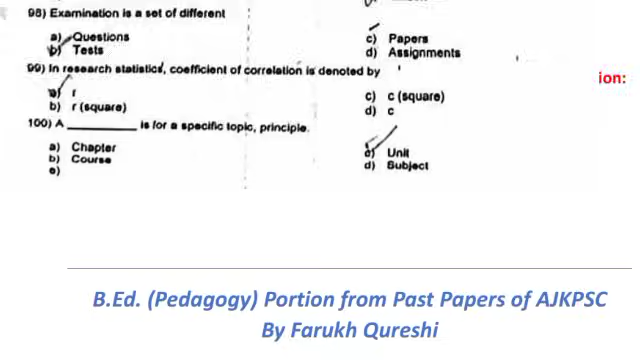 98) Examination is a set of different
a) Questions
c) Papers
b) Tests
d) Assignments
99) In research statistics, coefficient of correlation is denoted by
ion:
a) r
c) c (square)
b) r (square)
d) c
100) A __________ is for a specific topic, principle.
a) Chapter
c) Unit
b) Course
d) Subject
e)
B.Ed. (Pedagogy) Portion from Past Papers of AJKPSC
By Farukh Qureshi